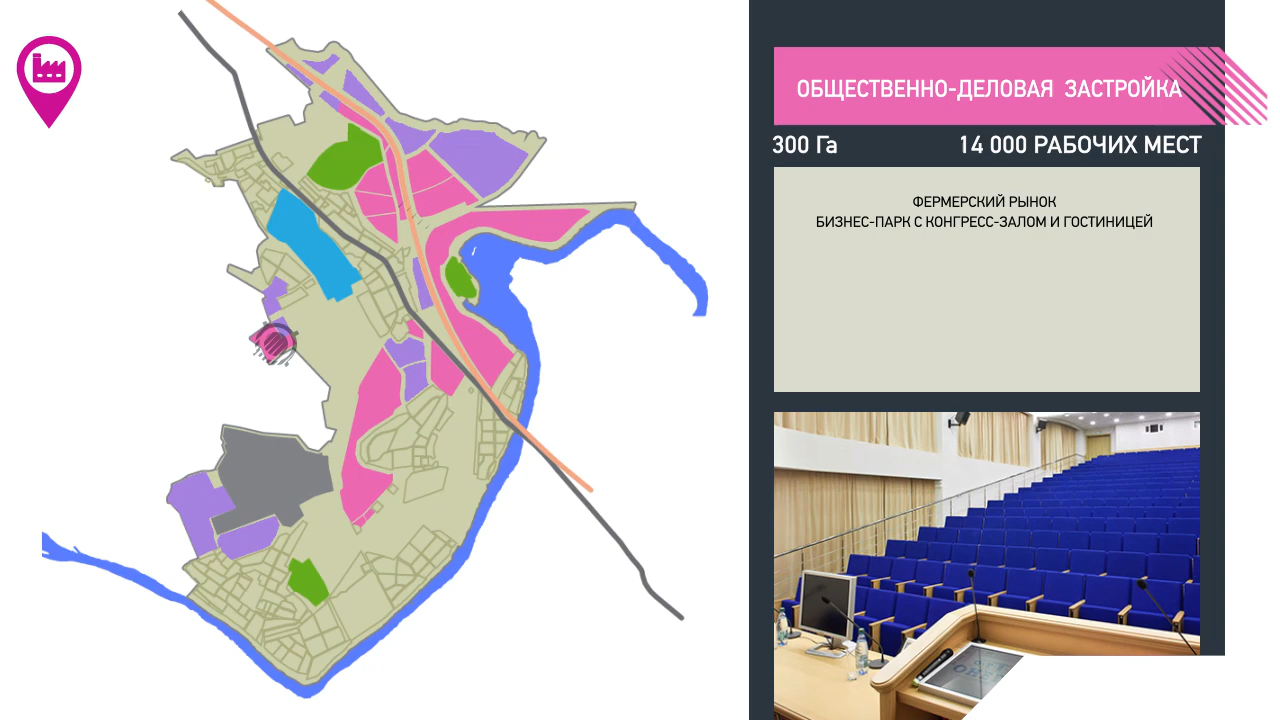 ОБЩЕСТВЕННО-ДЕЛОВАЯ ЗАСТРОЙКА
300 Га
14 000 РАБОЧИХ МЕСТ
ФЕРМЕРСКИЙ РЫНОК
БИЗНЕС-ПАРК С КОНГРЕСС-ЗАЛОМ И ГОСТИНИЦЕЙ